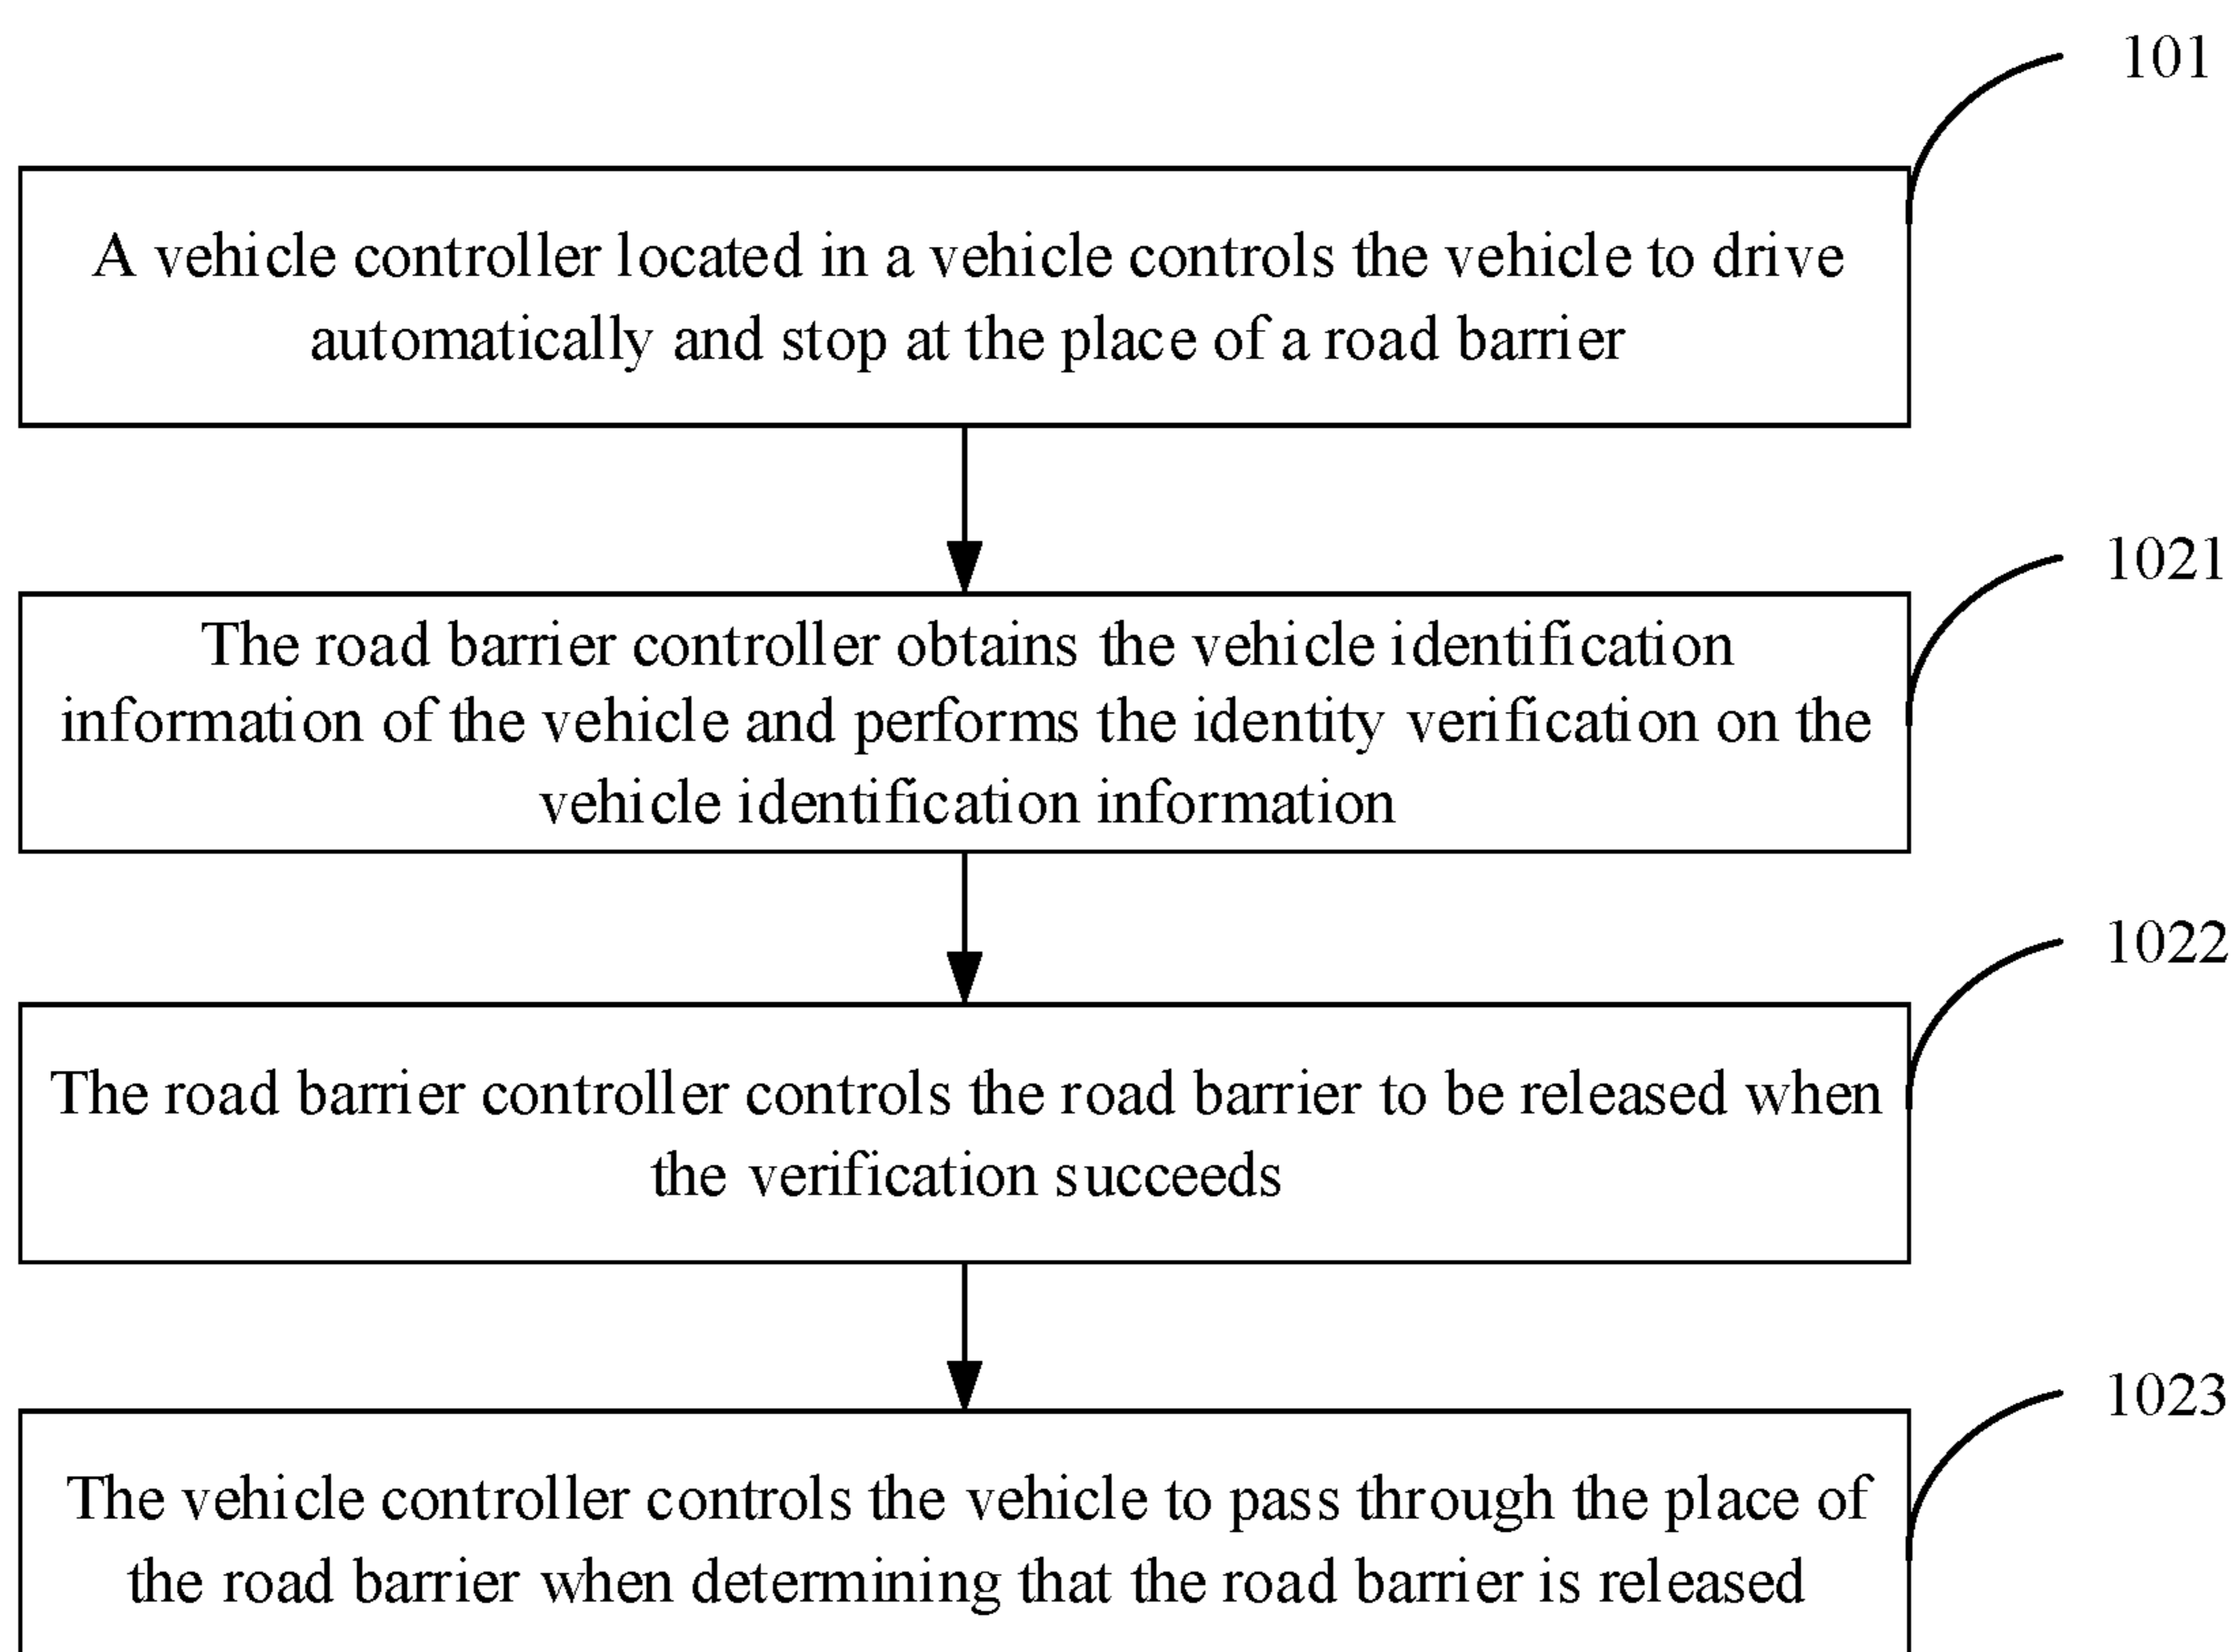 101
A vehicle controller located in a vehicle controls the vehicle to drive
automatically and stop at the place of a road barrier
1021
The road barrier controller obtains the vehicle identification
information of the vehicle and performs the identity verification on the
vehicle identification information
1022
The road barrier controller controls the road barrier to be released when
the verification succeeds
1023
The vehicle controller controls the vehicle to pass through the place of
the road barrier when determining that the road barrier is released